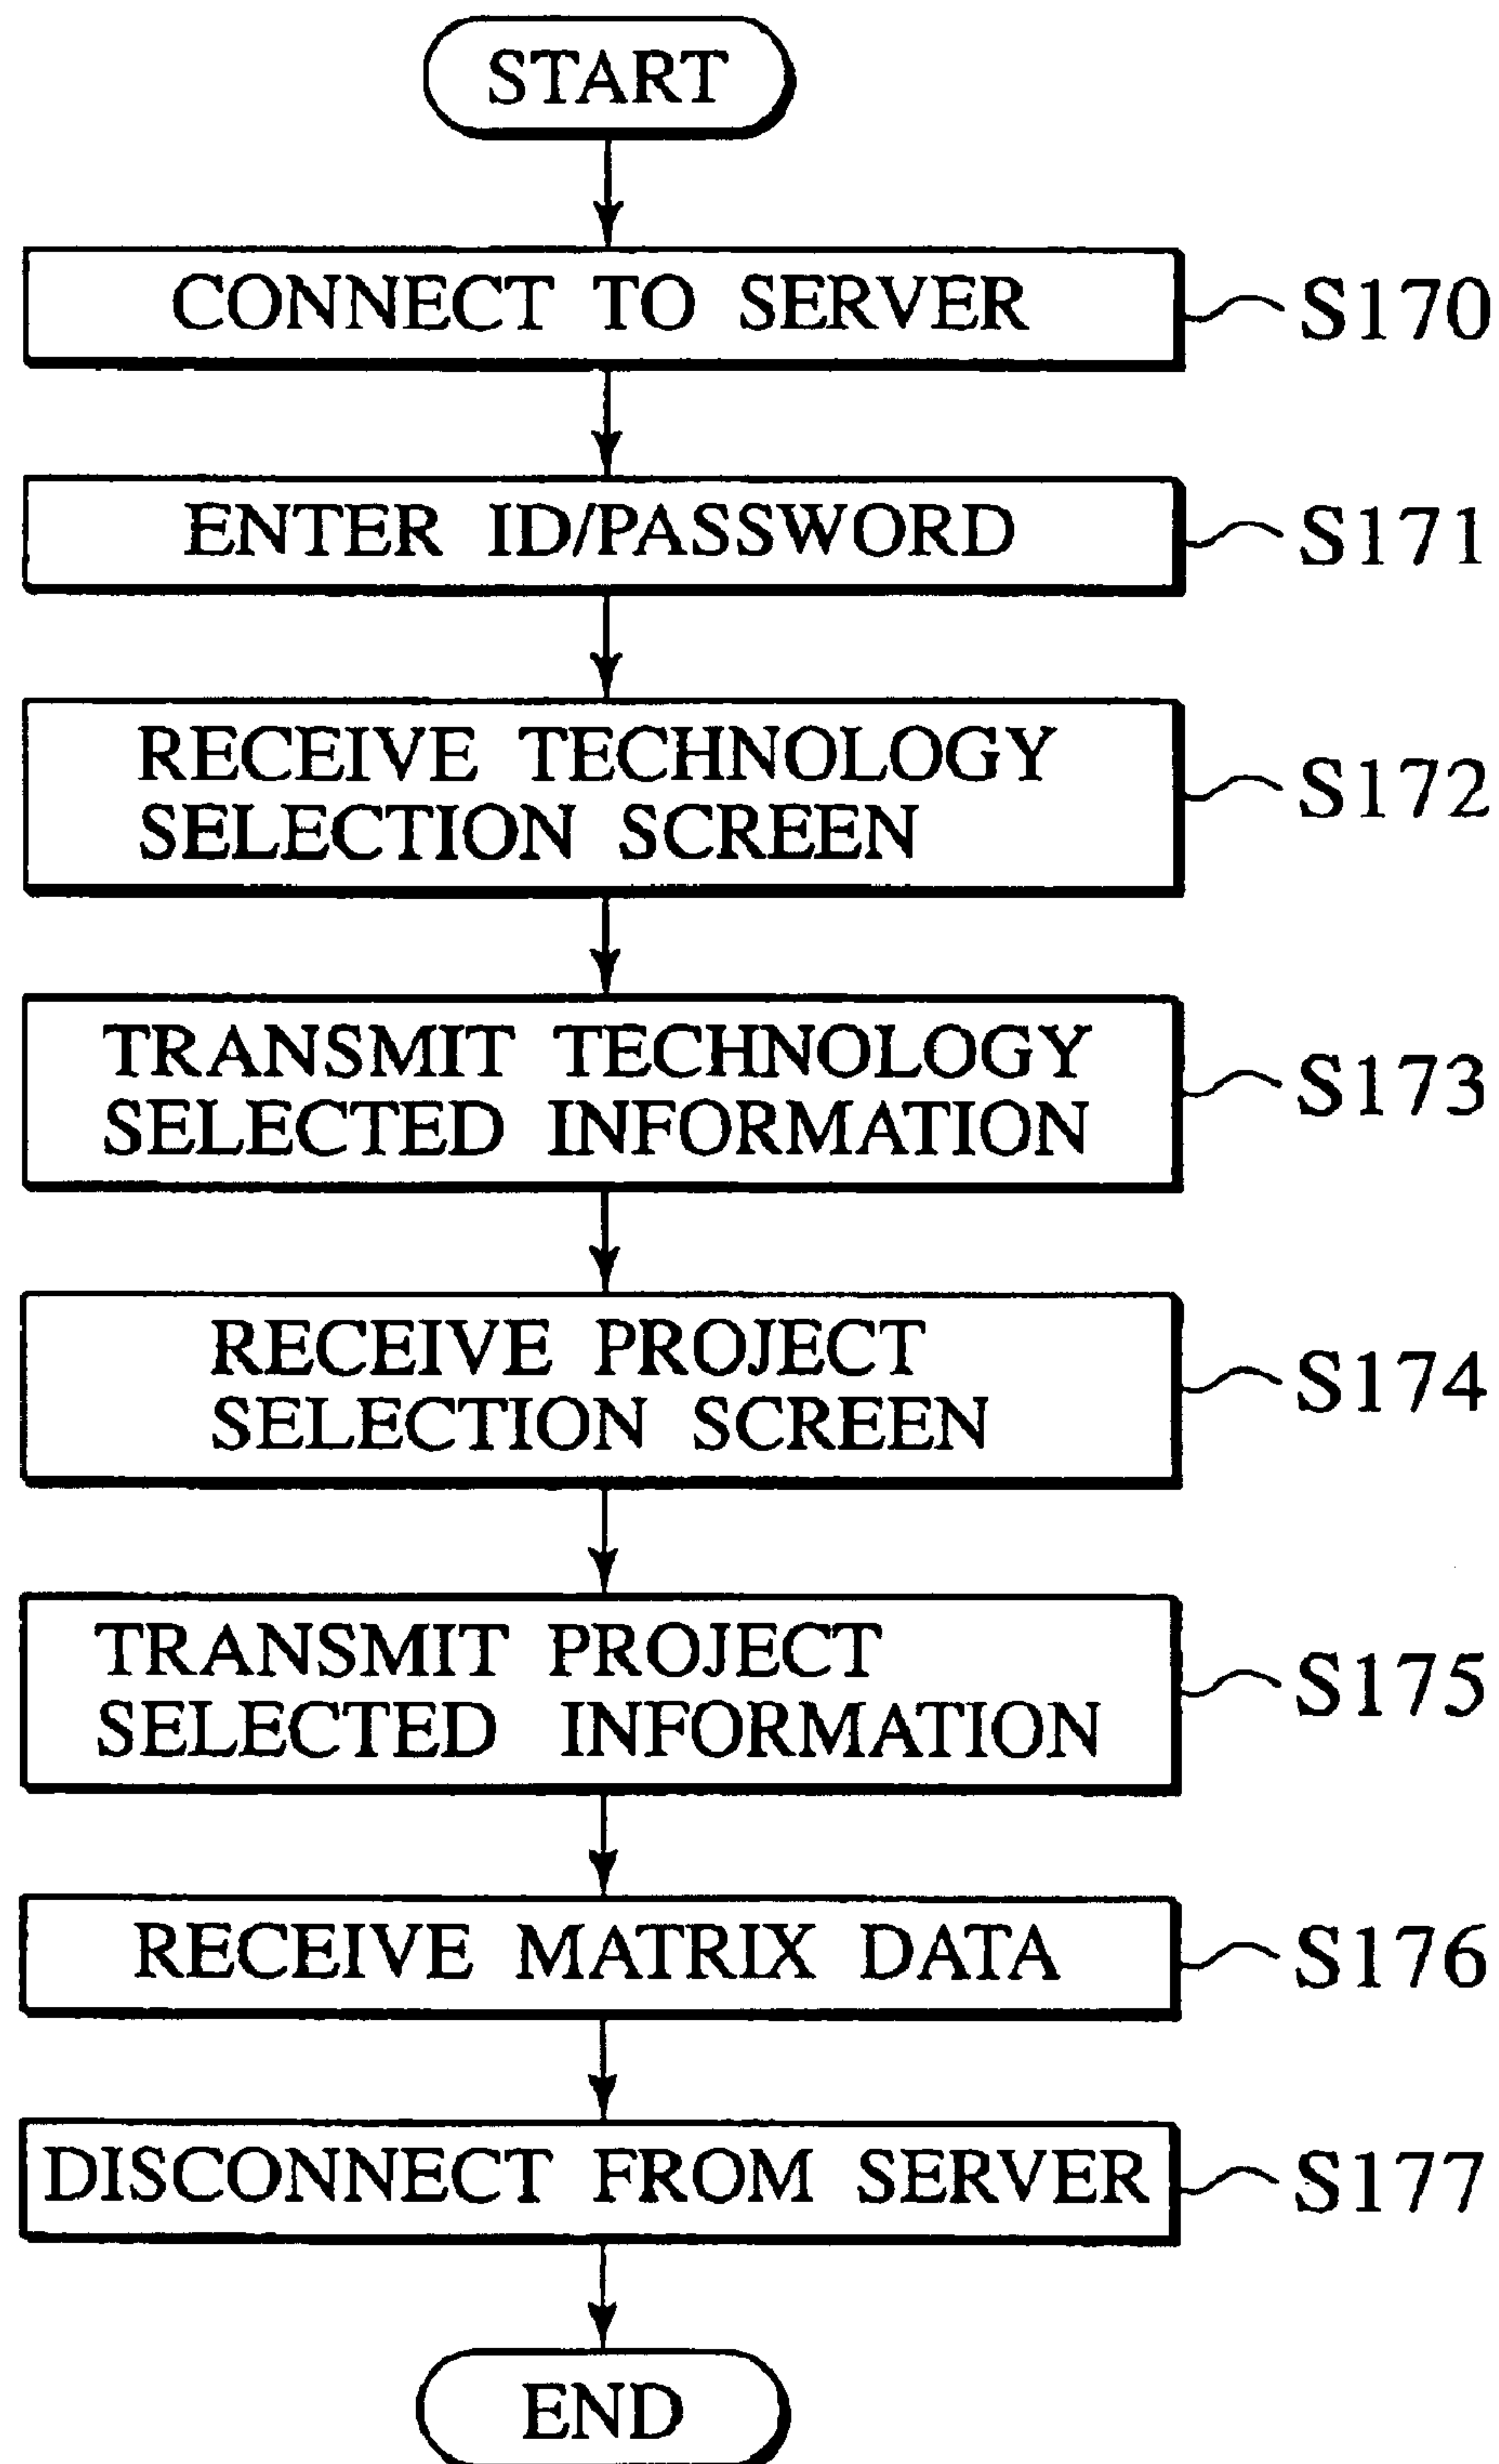 START
CONNECT TO SERVER
S170
ENTER ID/PASSWORD
S171
RECEIVE TECHNOLOGY
SELECTION SCREEN
S172
TRANSMIT TECHNOLOGY
SELECTED INFORMATION
S173
RECEIVE PROJECT
SELECTION SCREEN
S174
TRANSMIT PROJECT
SELECTED INFORMATION
S175
RECEIVE MATRIX DATA
S176
DISCONNECT FROM SERVER
S177
END